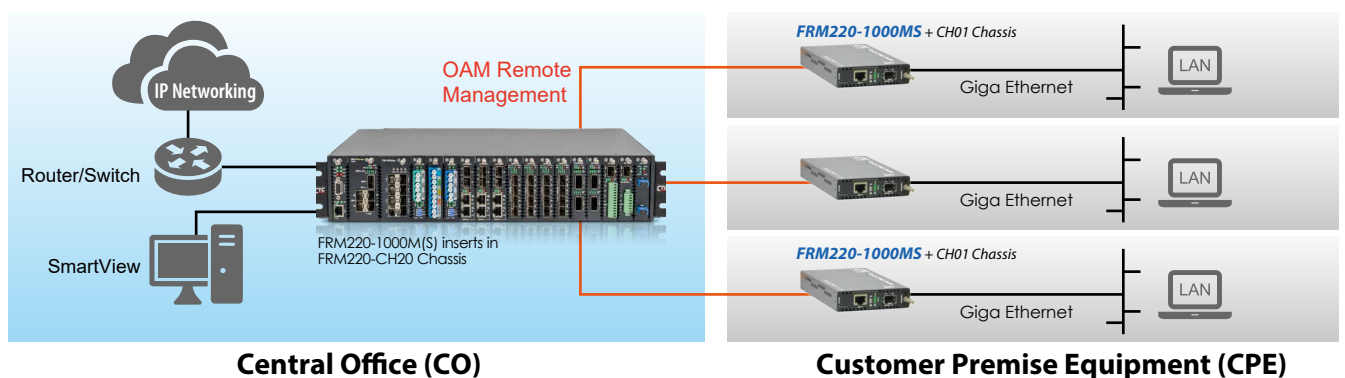 IP Networking
Router/Switch
SmartView
OAM Remote
Management
CTC
CTC
FRM220-1000M(S) inserts in
FRM220-CH20 Chassis
Central Office (CO)
FRM220-1000MS + CH01 Chassis
Giga Ethernet
LAN
Giga Ethernet
LAN
FRM220-1000MS + CH01 Chassis
Giga Ethernet
LAN
Customer Premise Equipment (CPE)